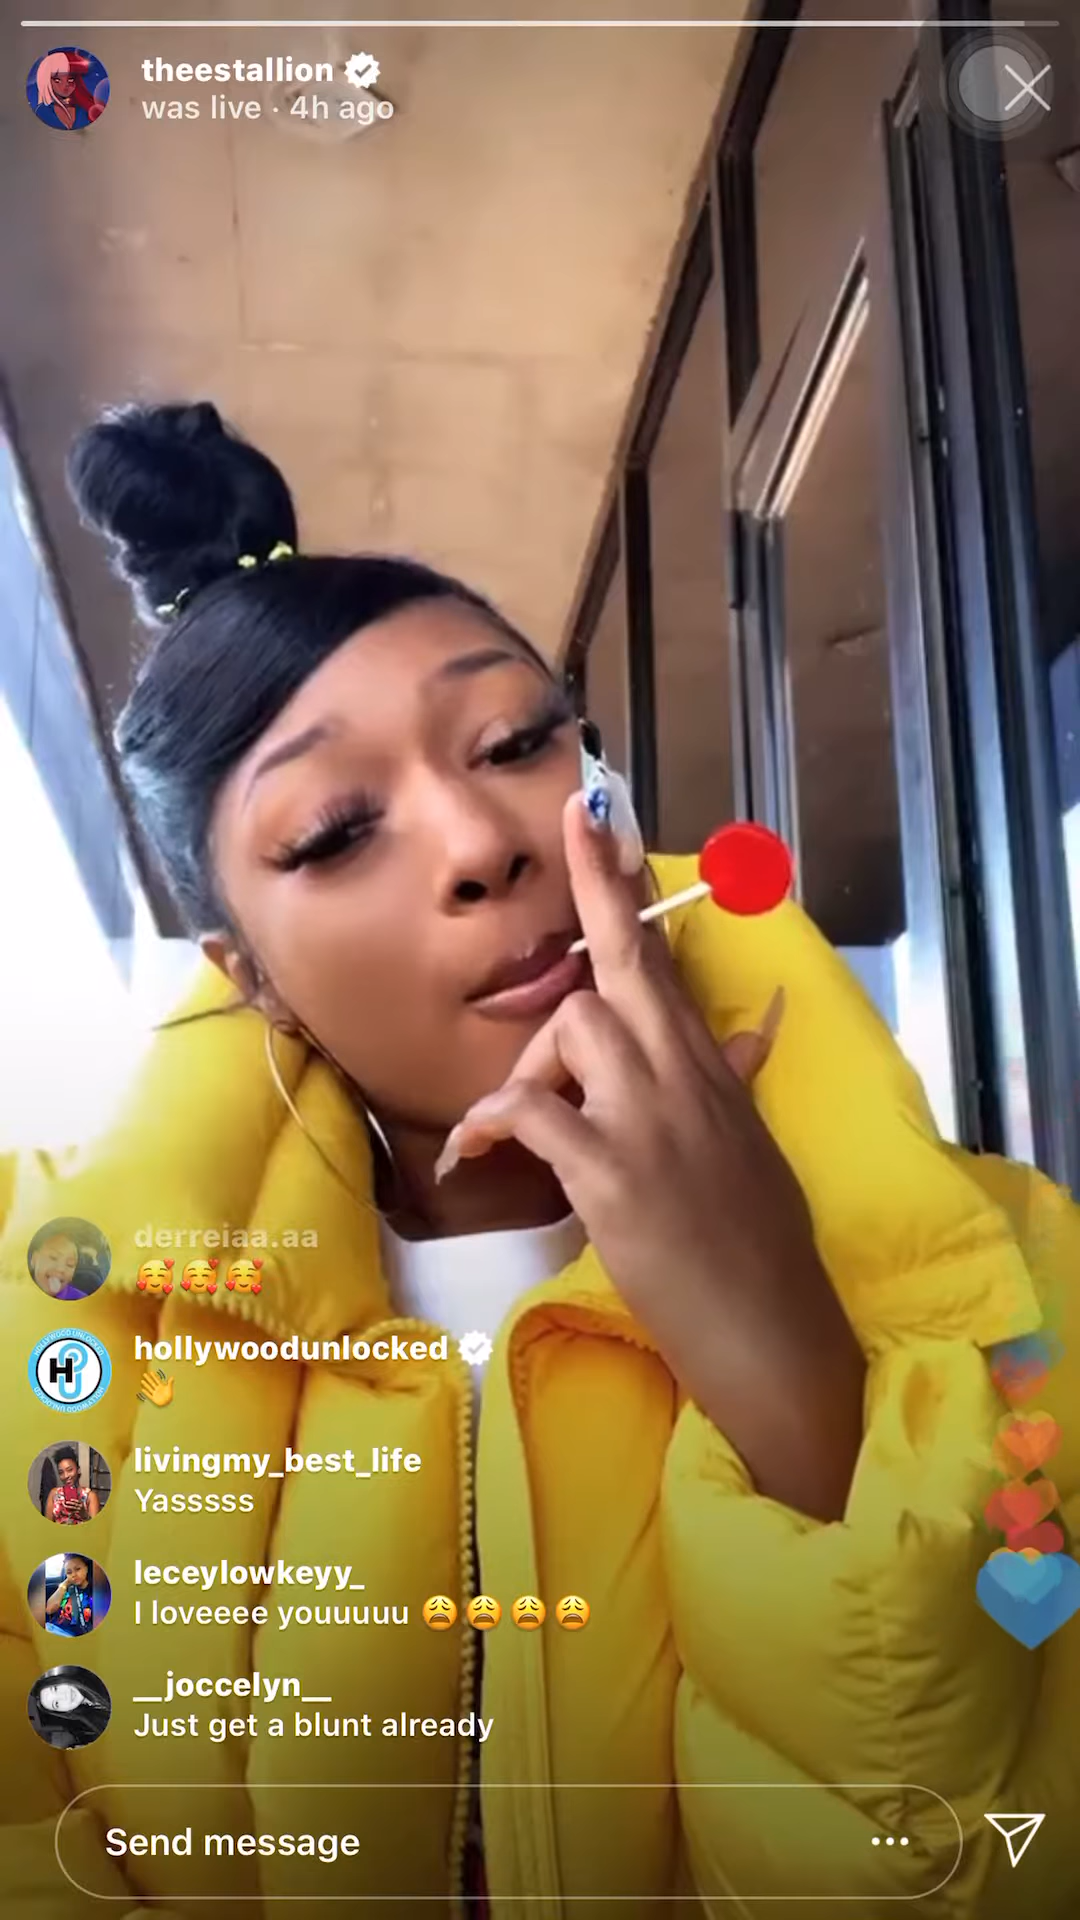 theestallion
was live · 4h ago
derreiaa.aa
🥰🥰🥰
hollywoodunlocked
👋
livingmy_best_life
Yasssss
leceylowkeyy_
I loveeee youuuuu 😩😩😩😩
__joccelyn__
Just get a blunt already
Send message